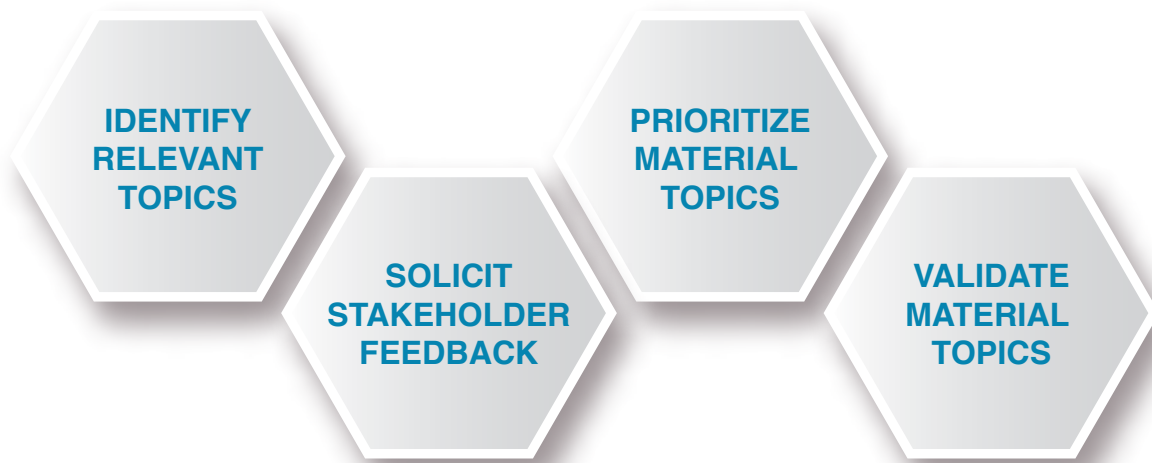 IDENTIFY
RELEVANT
TOPICS
SOLICIT
STAKEHOLDER
FEEDBACK
PRIORITIZE
MATERIAL
TOPICS
VALIDATE
MATERIAL
TOPICS